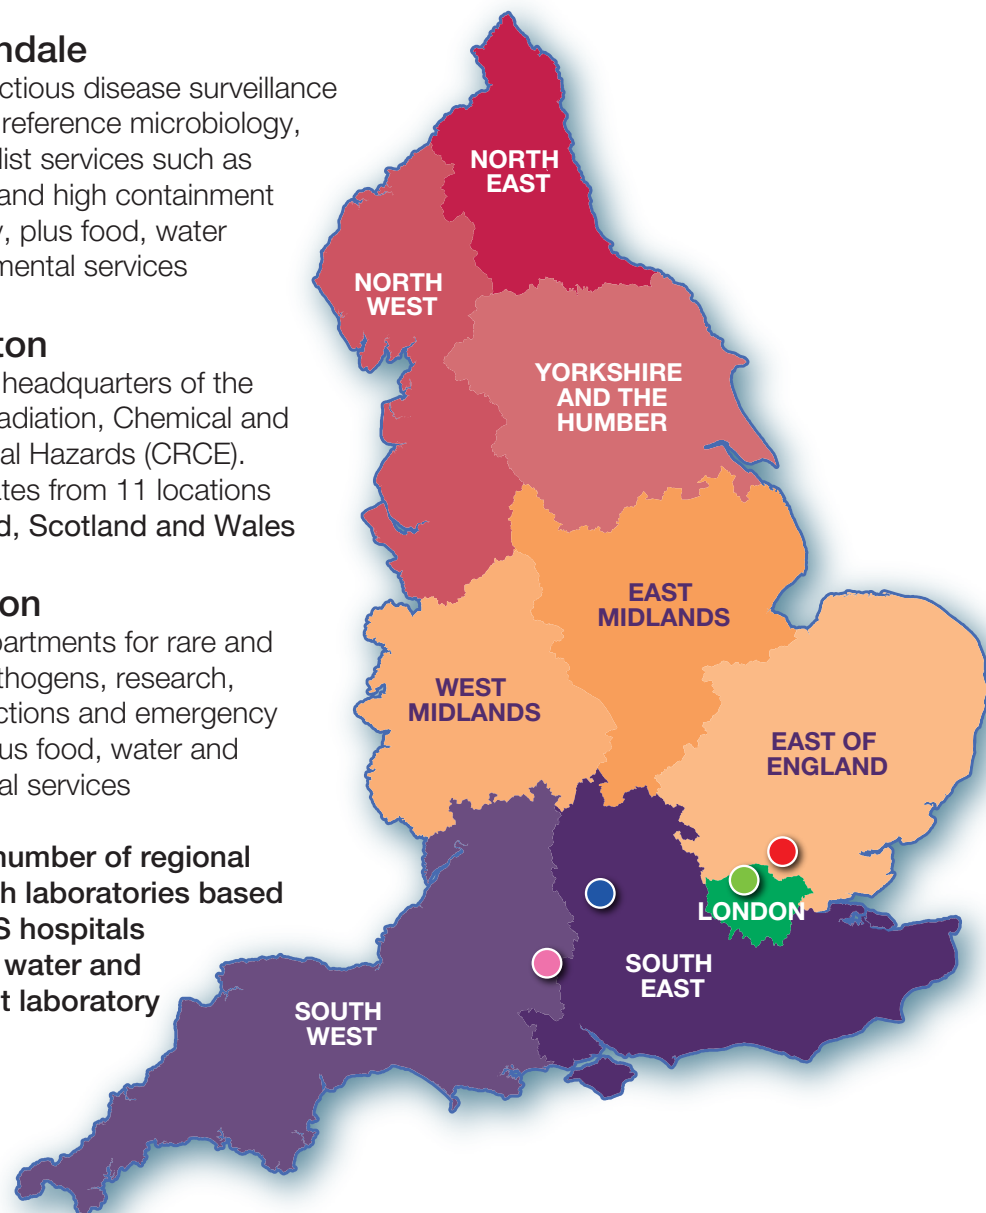 ndale
ctious disease surveillance
reference microbiology,
list services such as
and high containment
y, plus food, water
mental services
ton
headquarters of the
adiation, Chemical and
al Hazards (CRCE).
ates from 11 locations
d, Scotland and Wales
on
partments for rare and
thogens, research,
ctions and emergency
us food, water and
al services
number of regional
h laboratories based
S hospitals
water and
t laboratory
NORTH
EAST
NORTH
WEST
YORKSHIRE
AND THE
HUMBER
EAST
MIDLANDS
WEST
MIDLANDS
EAST OF
ENGLAND
LONDON
SOUTH
EAST
SOUTH
WEST